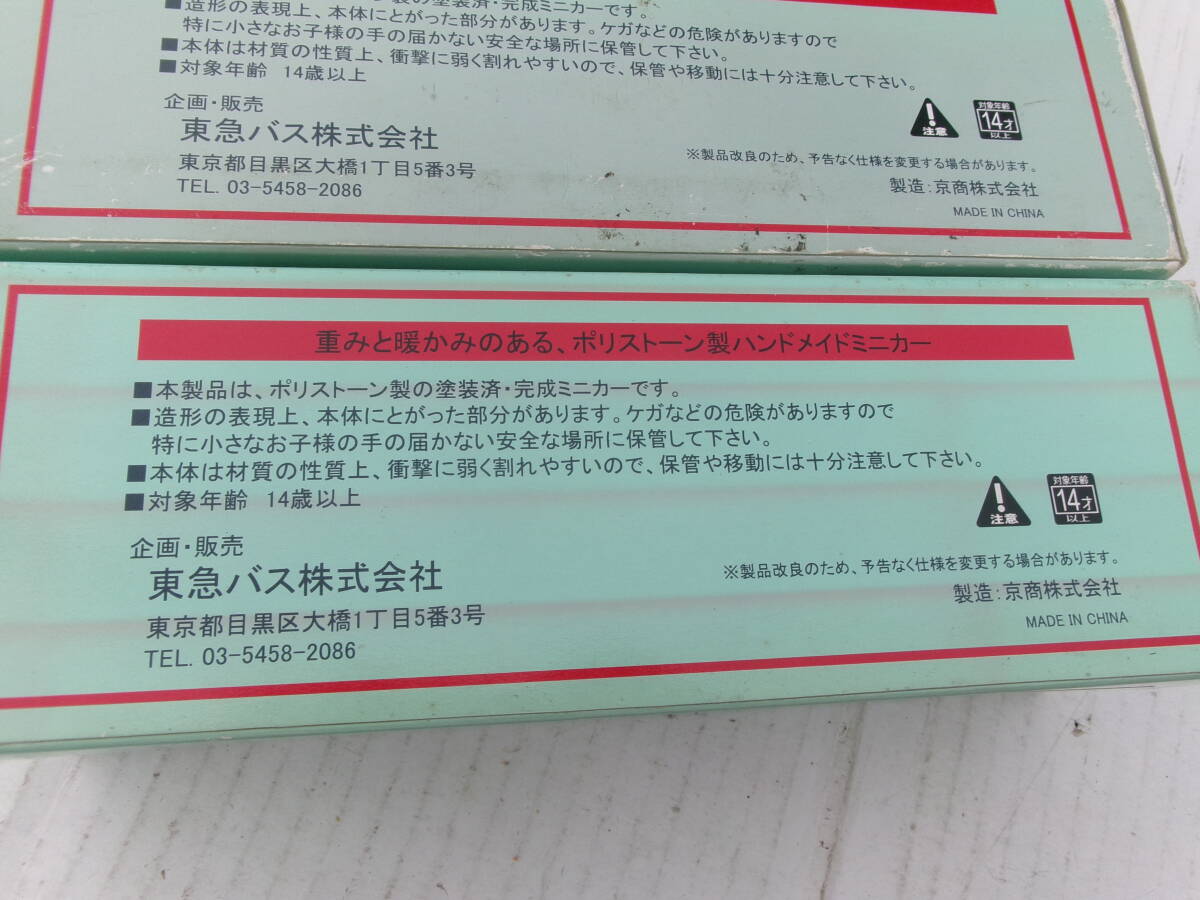 製の塗装済・完成ミニカーです。
■造形の表現上、本体にとがった部分があります。ケガなどの危険がありますので
特に小さなお子様の手の届かない安全な場所に保管して下さい。
■本体は材質の性質上、衝撃に弱く割れやすいので、保管や移動には十分注意して下さい。
■対象年齢 14歳以上
注意
対象年齢
14才
以上
企画・販売
東急バス株式会社
東京都目黒区大橋1丁目5番3号
TEL. 03-5458-2086
※製品改良のため、予告なく仕様を変更する場合があります。
製造:京商株式会社
MADE IN CHINA
重みと暖かみのある、ポリストーン製ハンドメイドミニカー
■本製品は、ポリストーン製の塗装済・完成ミニカーです。
■造形の表現上、本体にとがった部分があります。ケガなどの危険がありますので
特に小さなお子様の手の届かない安全な場所に保管して下さい。
■本体は材質の性質上、衝撃に弱く割れやすいので、保管や移動には十分注意して下さい。
■対象年齢 14歳以上
注意
対象年齢
14才
以上
企画・販売
東急バス株式会社
東京都目黒区大橋1丁目5番3号
TEL. 03-5458-2086
※製品改良のため、予告なく仕様を変更する場合があります。
製造:京商株式会社
MADE IN CHINA